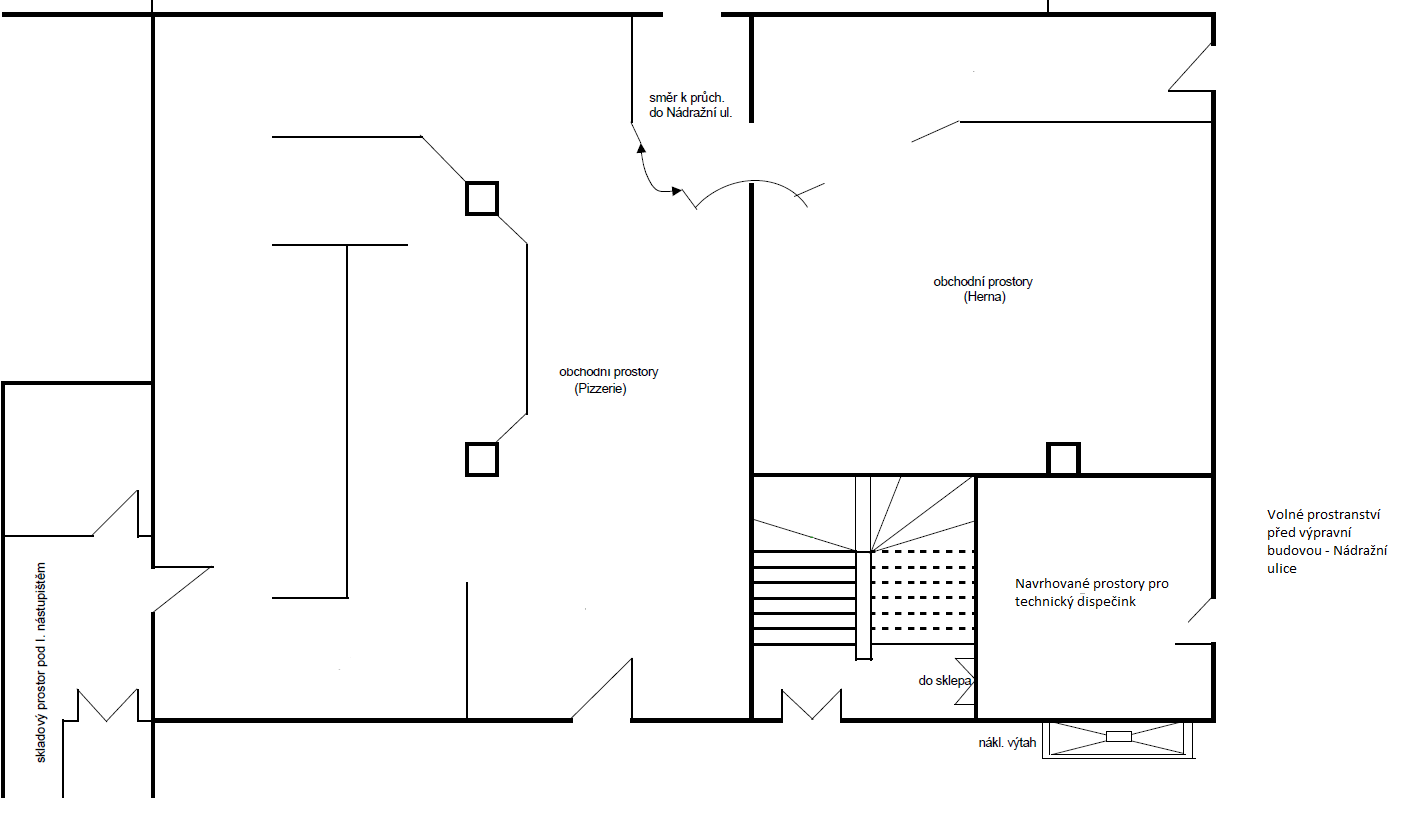 směr k průch.
do Nádražní ul.
obchodní prostory
(Herna)
obchodní prostory
(Pizzerie)
Volné prostranství
před výpravní
budovou - Nádražní
ulice
Navrhované prostory pro
technický dispečink
skladový prostor pod I. nástupištěm
do sklepa
nákl. výtah